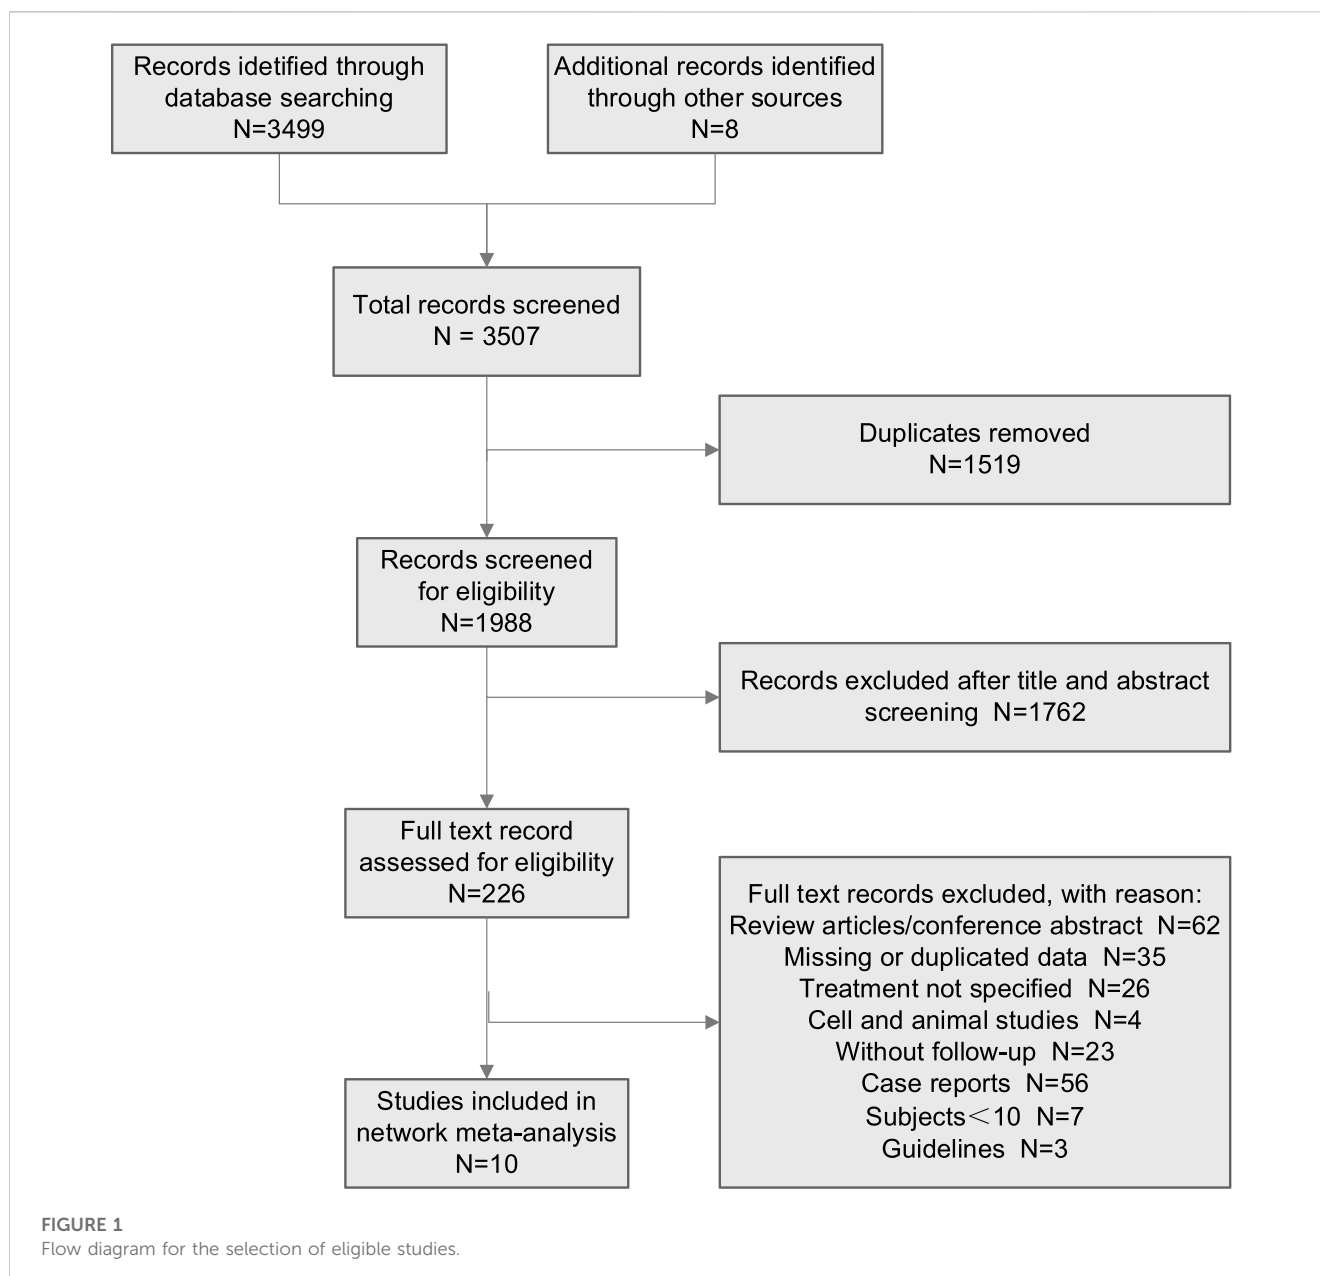 Records idetified through
database searching
N=3499
Additional records identified
through other sources
N=8
Total records screened
N = 3507
Duplicates removed
N=1519
Records screened
for eligibility
N=1988
Records excluded after title and abstract
screening  N=1762
Full text record
assessed for eligibility
N=226
Full text records excluded, with reason:
Review articles/conference abstract  N=62
Missing or duplicated data  N=35
Treatment not specified  N=26
Cell and animal studies  N=4
Without follow-up  N=23
Case reports  N=56
Subjects＜10  N=7
Guidelines  N=3
Studies included in
network meta-analysis
N=10
FIGURE 1
Flow diagram for the selection of eligible studies.